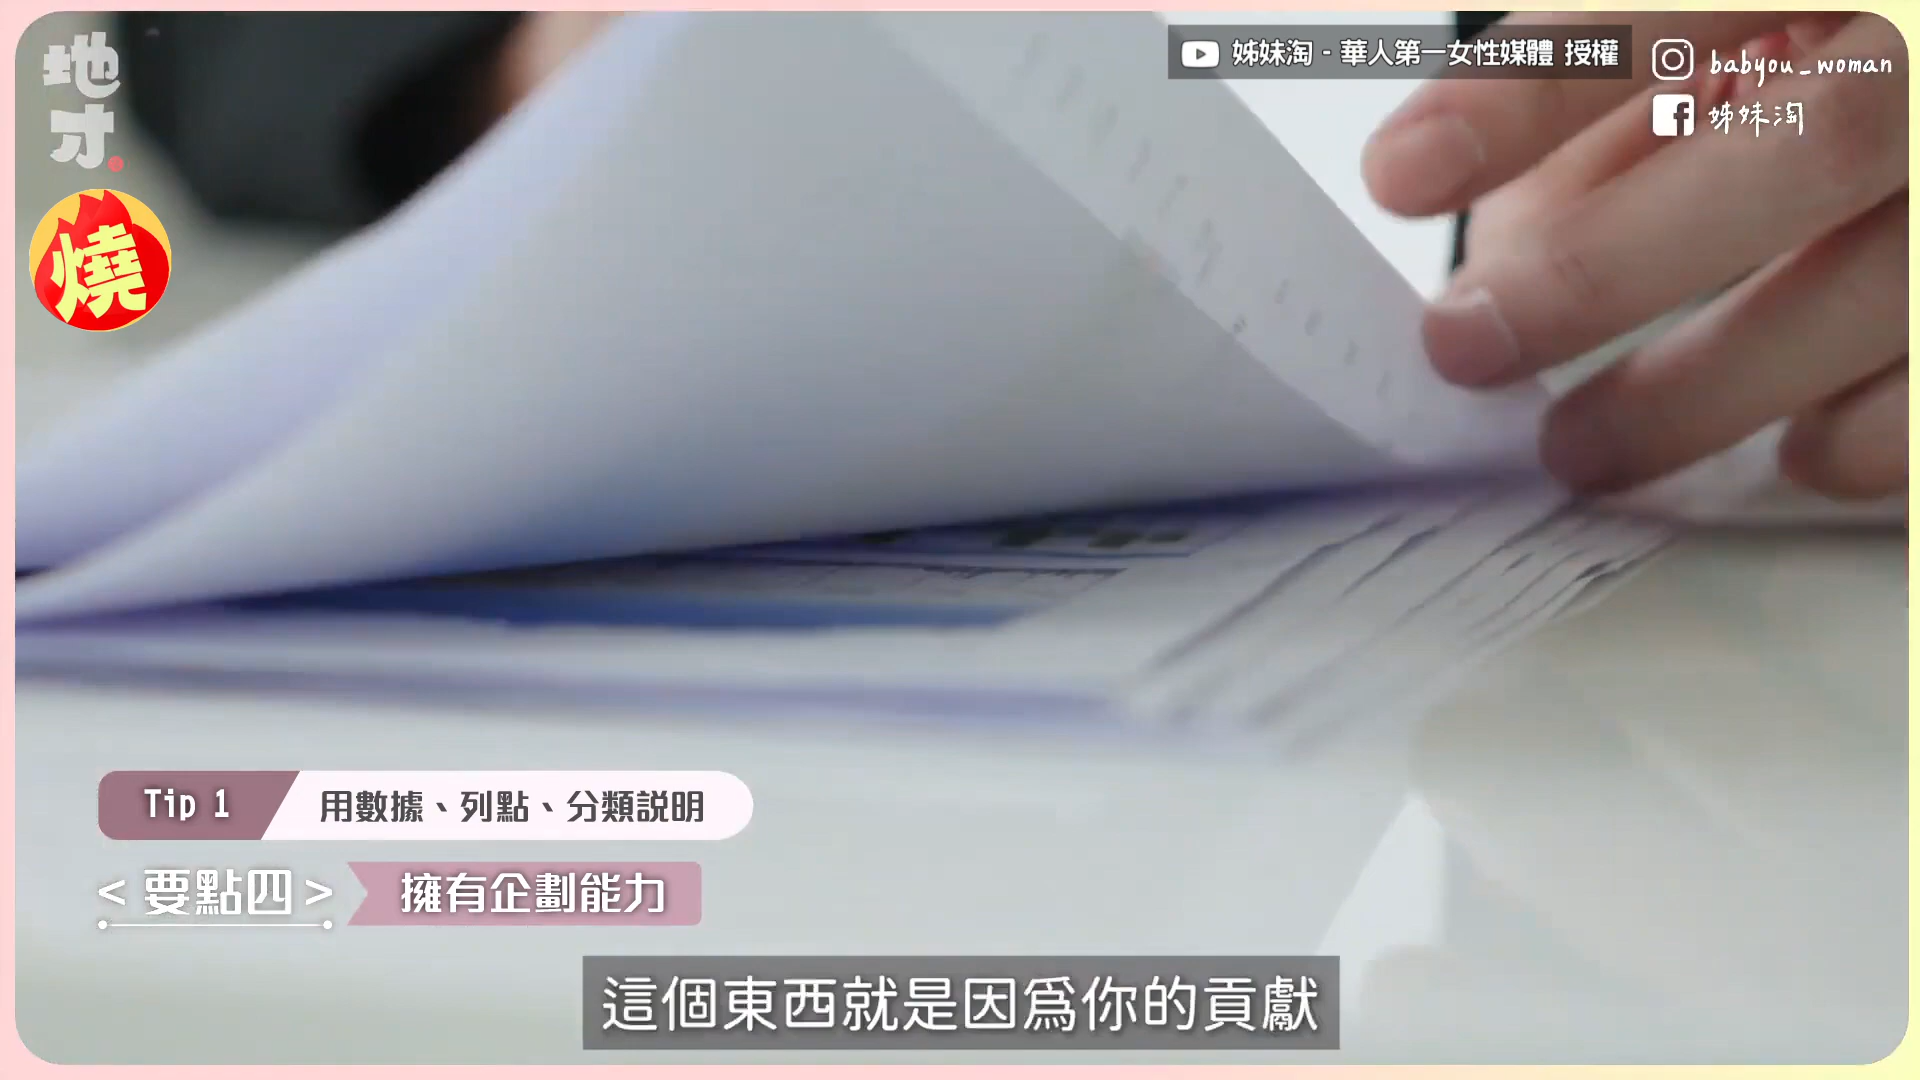 地才
燒
姊妹淘 - 華人第一女性媒體 授權
babyou_woman
姊妹淘
Tip 1 用數據、列點、分類說明
< 要點四 > 擁有企劃能力
這個東西就是因為你的貢獻